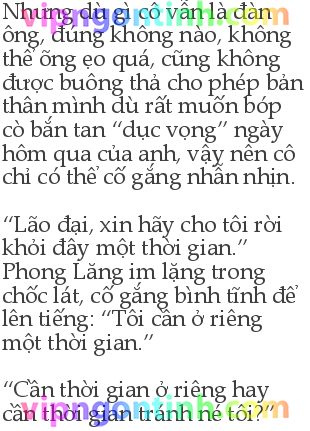 Nhưng dù gì cô vẫn là đàn
ông, đúng không nào, không
thể õng ẹo quá, cũng không
được buông thả cho phép bản
thân mình dù rất muốn bóp
cò bắn tan “dục vọng” ngày
hôm qua của anh, vậy nên cô
chỉ có thể cố gắng nhẫn nhịn.
“Lão đại, xin hãy cho tôi rời
khỏi đây một thời gian.”
Phong Lăng im lặng trong
chốc lát, cố gắng bình tĩnh để
lên tiếng: “Tôi cần ở riêng
một thời gian.”
“Cần thời gian ở riêng hay
cần thời gian tránh né tôi?”
vipngontinh.com
vipngontinh.com